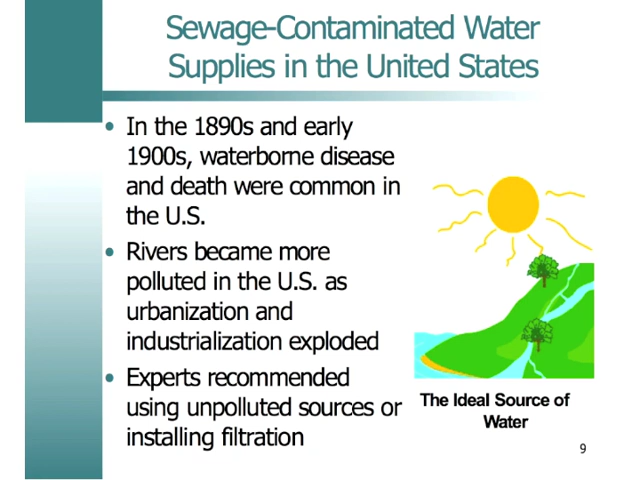 Sewage-Contaminated Water
Supplies in the United States
• In the 1890s and early
1900s, waterborne disease
and death were common in
the U.S.
• Rivers became more
polluted in the U.S. as
urbanization and
industrialization exploded
• Experts recommended
using unpolluted sources or
installing filtration
The Ideal Source of
Water
9